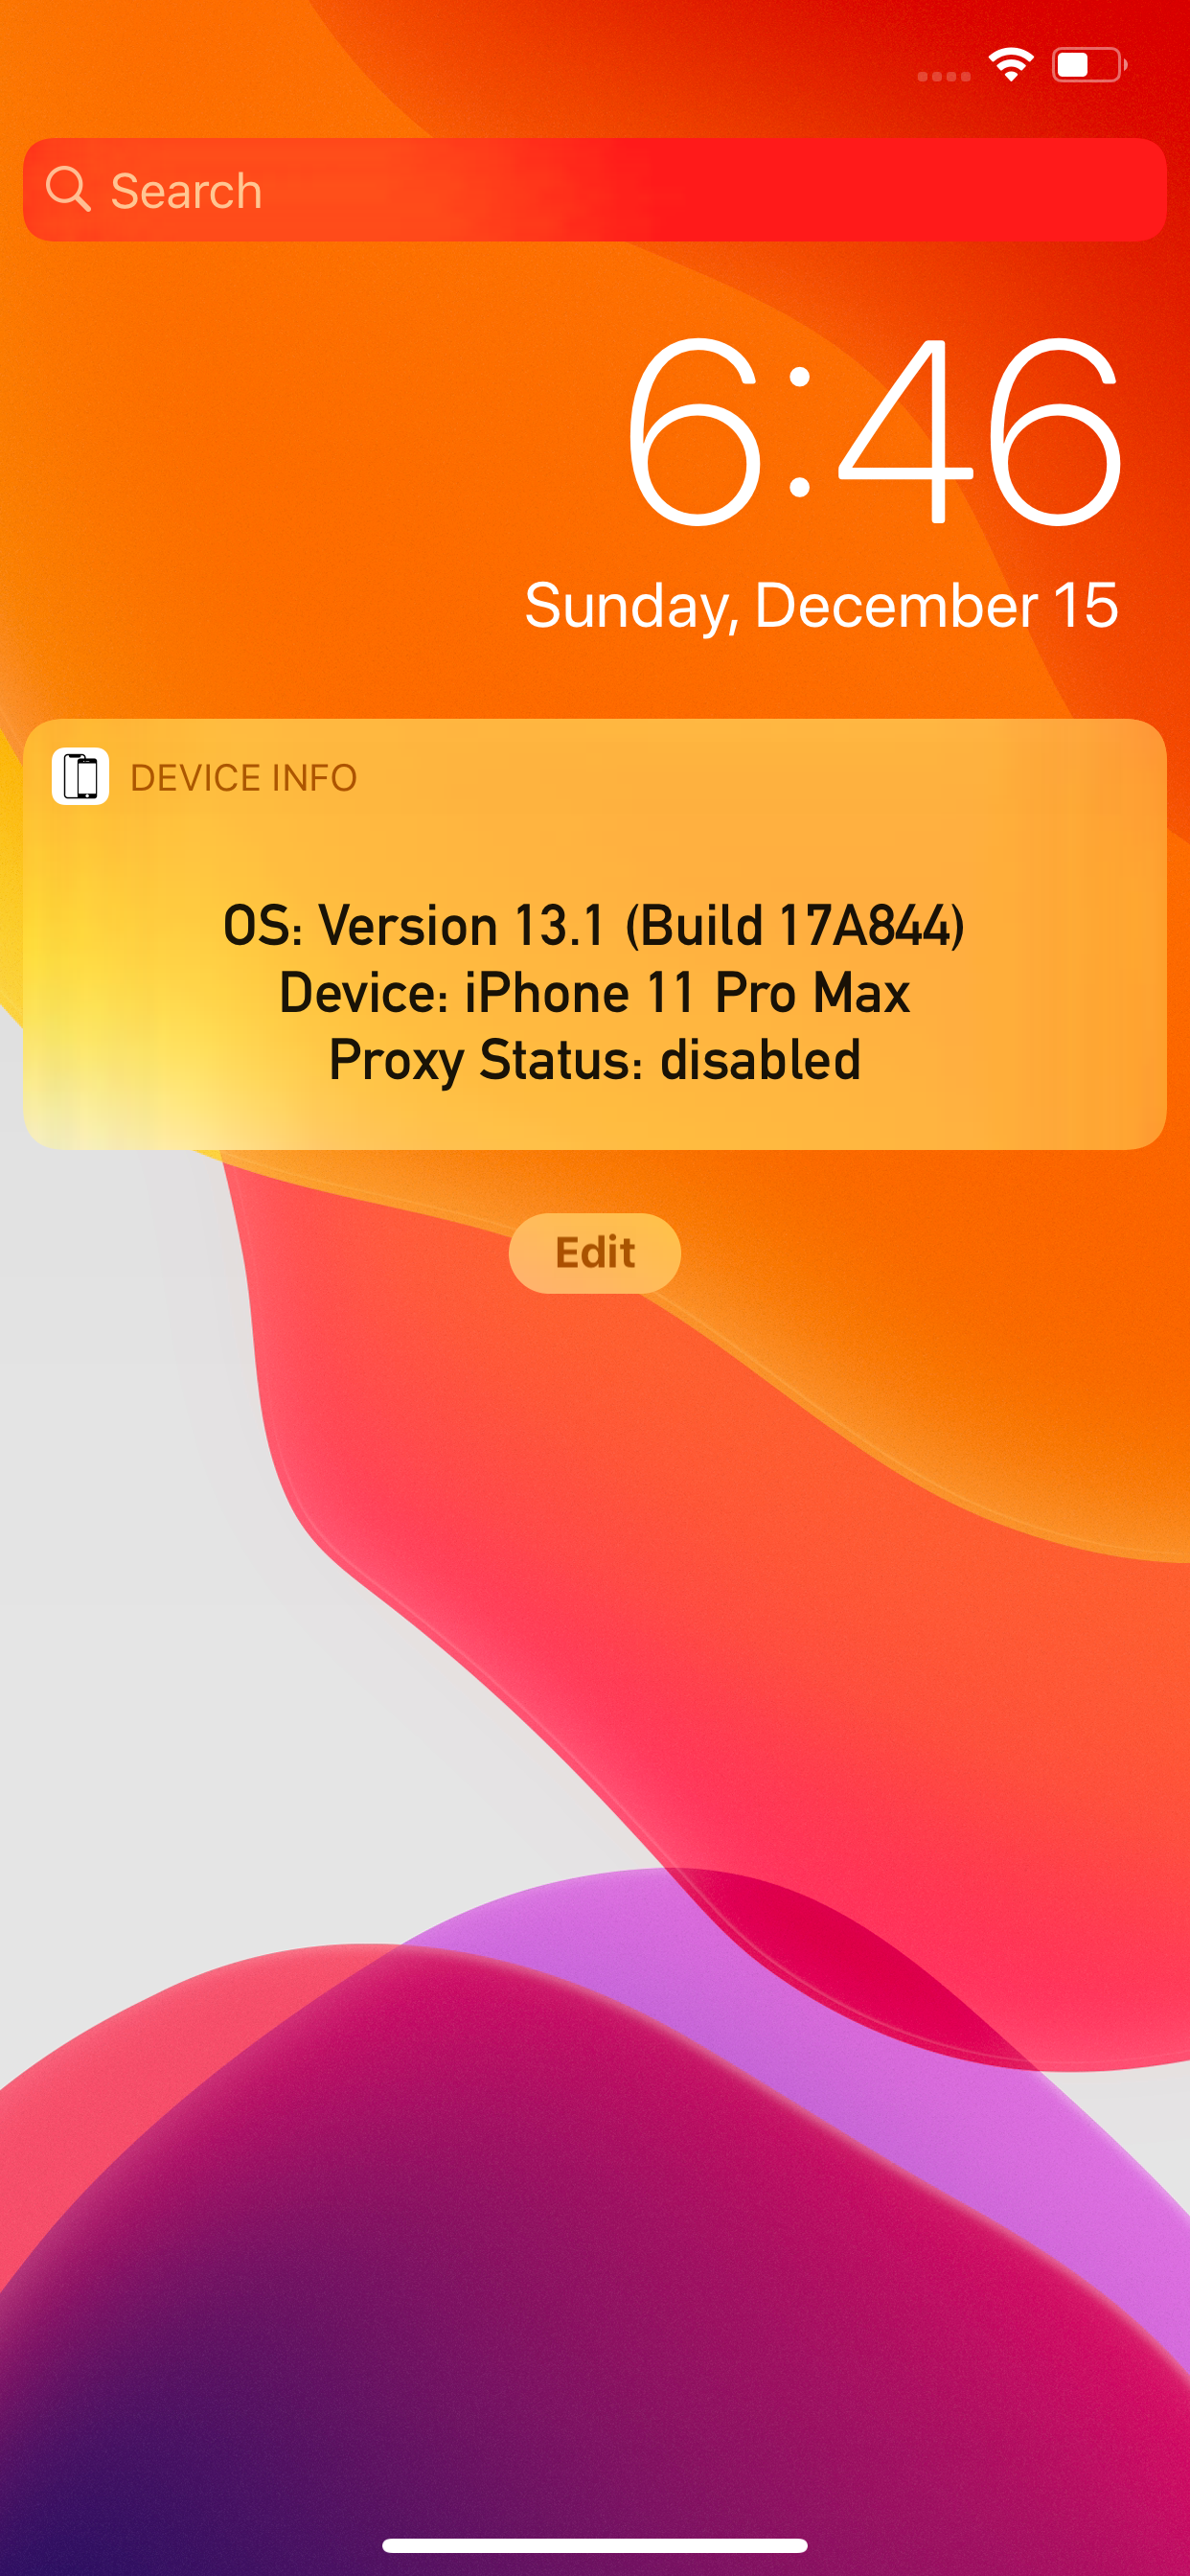 Search
6:46
Sunday, December 15
DEVICE INFO
OS: Version 13.1 (Build 17A844)
Device: iPhone 11 Pro Max
Proxy Status: disabled
Edit